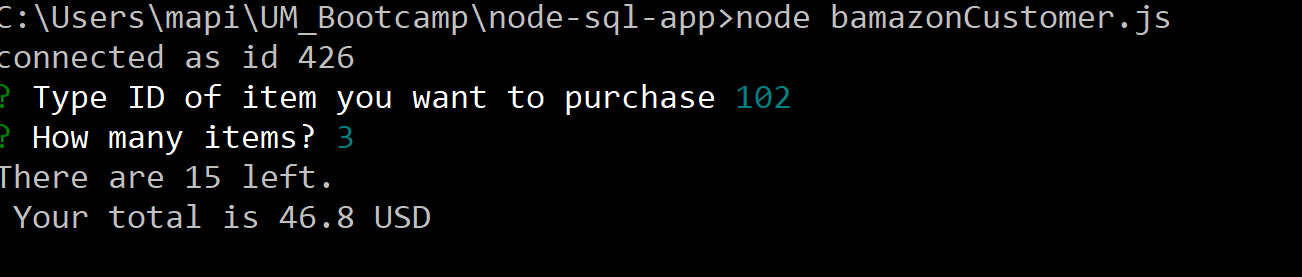 C:\Users\mapi\UM_Bootcamp\node-sql-app>node bamazonCustomer.js
connected as id 426
? Type ID of item you want to purchase 102
? How many items? 3
There are 15 left.
Your total is 46.8 USD